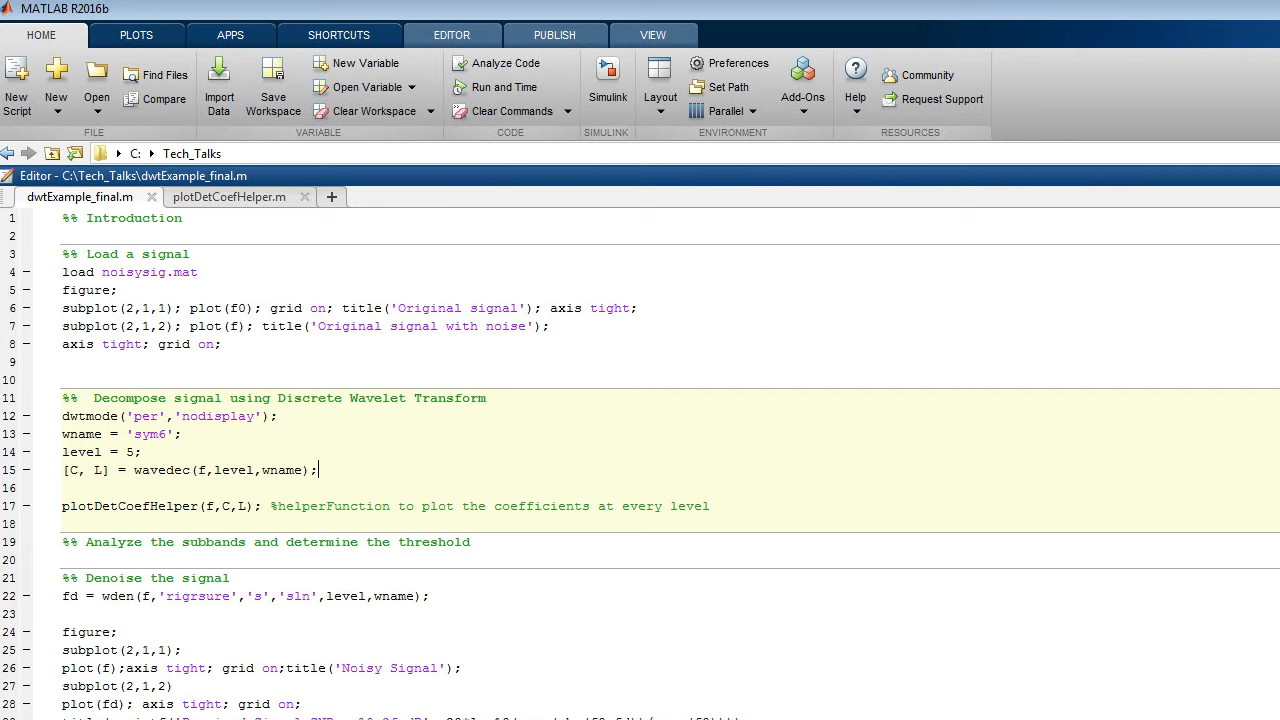 MATLAB R2016b
HOME PLOTS APPS SHORTCUTS EDITOR PUBLISH VIEW
New Script
New
Open
Find Files
Compare
FILE
Import Data
Save Workspace
New Variable
Open Variable
Clear Workspace
VARIABLE
Analyze Code
Run and Time
Clear Commands
CODE
Simulink
SIMULINK
Layout
Preferences
Set Path
Parallel
Add-Ons
ENVIRONMENT
Help
Community
Request Support
RESOURCES
C: Tech_Talks
Editor - C:\Tech_Talks\dwtExample_final.m
dwtExample_final.m plotDetCoefHelper.m
1 %% Introduction
2
3 %% Load a signal
4 load noisysig.mat
5 figure;
6 subplot(2,1,1); plot(f0); grid on; title('Original signal'); axis tight;
7 subplot(2,1,2); plot(f); title('Original signal with noise');
8 axis tight; grid on;
9
10
11 %% Decompose signal using Discrete Wavelet Transform
12 dwtmode('per','nodisplay');
13 wname = 'sym6';
14 level = 5;
15 [C, L] = wavedec(f,level,wname);
16
17 plotDetCoefHelper(f,C,L); %helperFunction to plot the coefficients at every level
18
19 %% Analyze the subbands and determine the threshold
20
21 %% Denoise the signal
22 fd = wden(f,'rigrsure','s','sln',level,wname);
23
24 figure;
25 subplot(2,1,1);
26 plot(f);axis tight; grid on;title('Noisy Signal');
27 subplot(2,1,2)
28 plot(fd); axis tight; grid on;